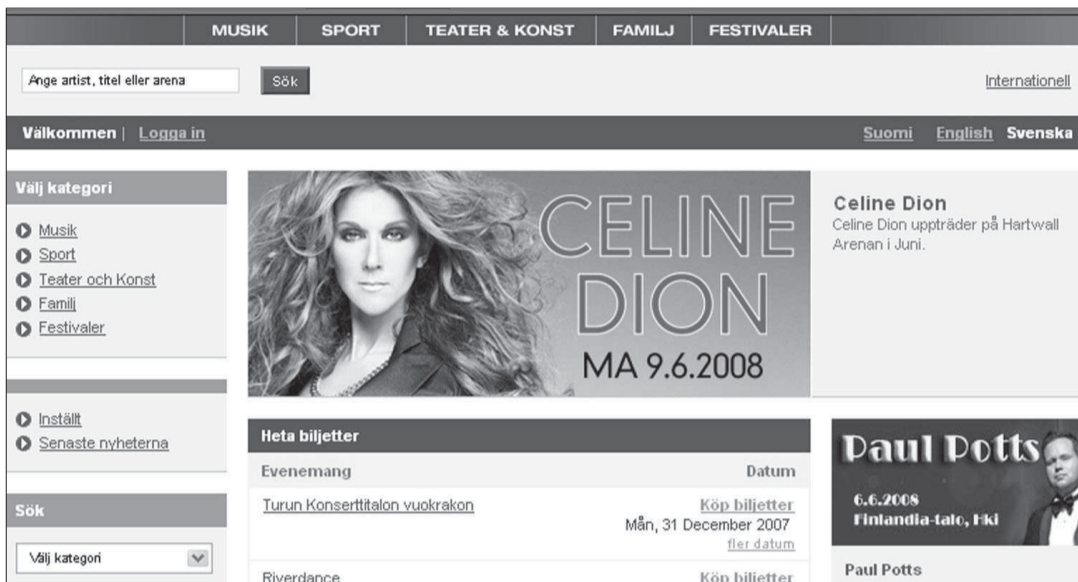 MUSIK SPORT TEATER & KONST FAMILJ FESTIVALER
Ange artist, titel eller arena Sök Internationell
Välkommen | Logga in Suomi English Svenska
Välj kategori
Musik
Sport
Teater och Konst
Familj
Festivaler
Inställt
Senaste nyheterna
Sök
Välj kategori
CELINE
DION
MA 9.6.2008
Celine Dion
Celine Dion uppträder på Hartwall
Arenan i Juni.
Heta biljetter
Evenemang Datum
Turun Konserttitalon vuokrakon Köp biljetter
Mån, 31 December 2007
fler datum
Riverdance Köp biljetter
Paul Potts
6.6.2008
Finlandia-talo, Hki
Paul Potts